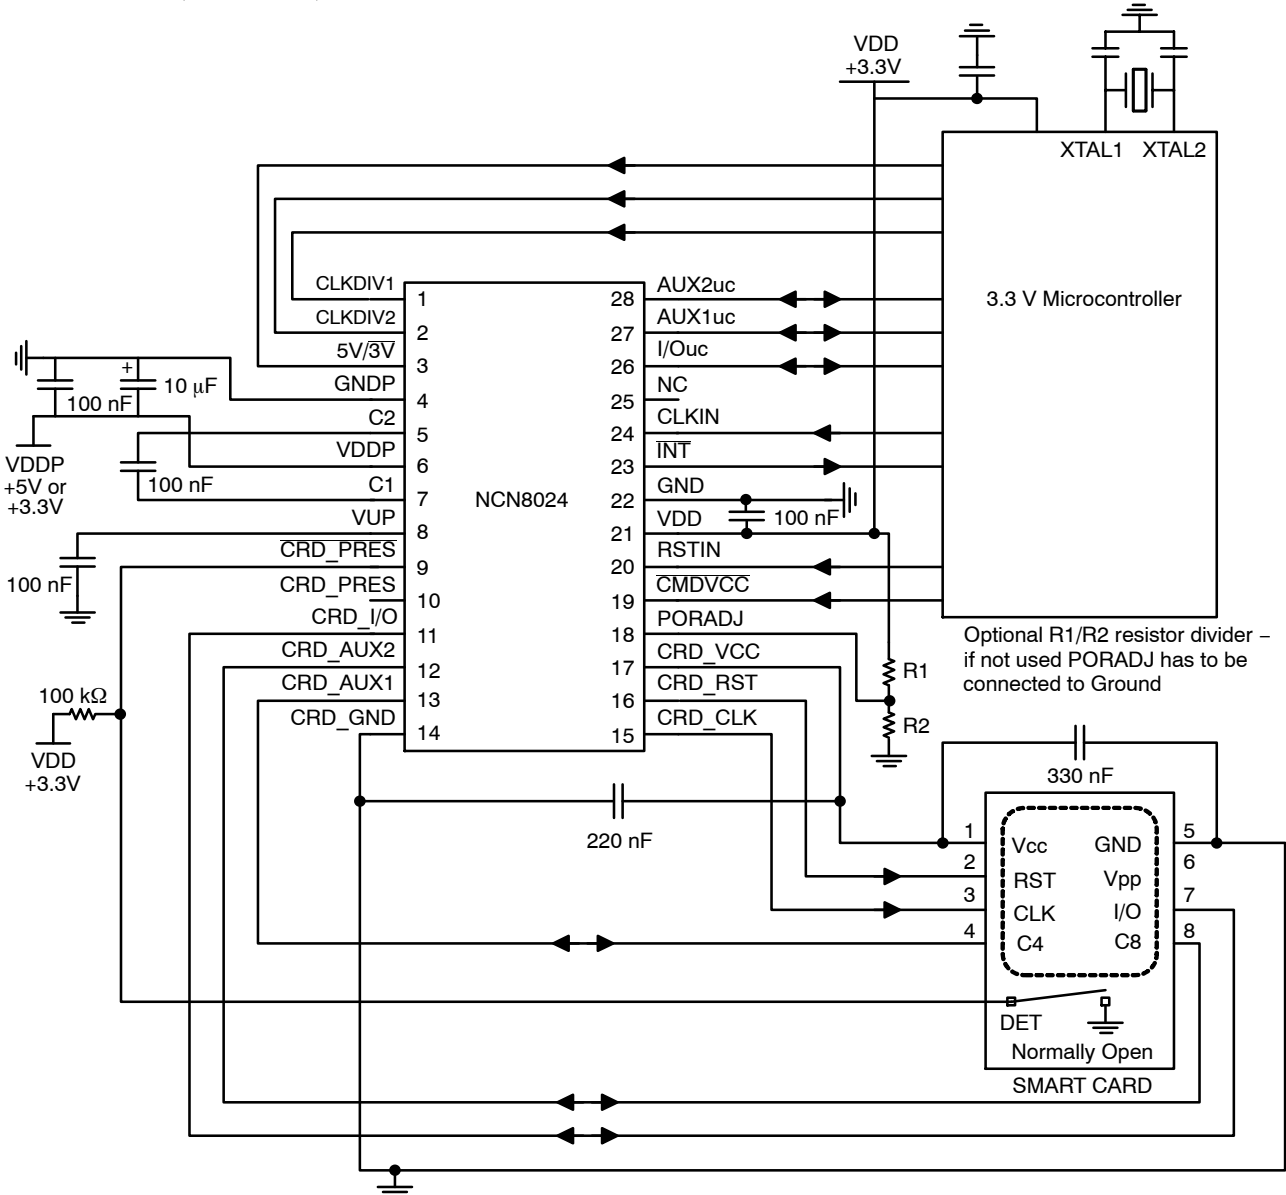 VDD
+3.3V
XTAL1 XTAL2
3.3 V Microcontroller
CLKDIV1
1
CLKDIV2
2
5V/3V
3
GNDP
4
C2
5
VDDP
6
C1
7
VUP
8
CRD_PRES
9
CRD_PRES
10
CRD_I/O
11
CRD_AUX2
12
CRD_AUX1
13
CRD_GND
14
NCN8024
AUX2uc
28
AUX1uc
27
I/Ouc
26
NC
25
CLKIN
24
INT
23
GND
22
VDD
21
RSTIN
20
CMDVCC
19
PORADJ
18
CRD_VCC
17
CRD_RST
16
CRD_CLK
15
+
10 µF
100 nF
VDDP
+5V or
+3.3V
100 nF
100 nF
100 kΩ
VDD
+3.3V
100 nF
R1
R2
Optional R1/R2 resistor divider –
if not used PORADJ has to be
connected to Ground
220 nF
330 nF
1 Vcc GND 5
2 RST Vpp 6
3 CLK I/O 7
4 C4 C8 8
DET
Normally Open
SMART CARD